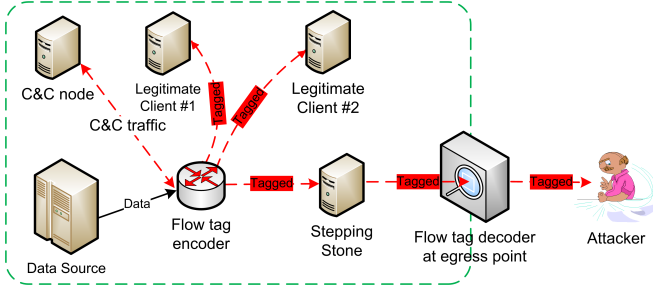 C&C node
Legitimate
Client #1
Legitimate
Client #2
Tagged
Tagged
C&C traffic
Data
Tagged
Tagged
Tagged
Data Source
Flow tag
encoder
Stepping
Stone
Flow tag decoder
at egress point
Attacker